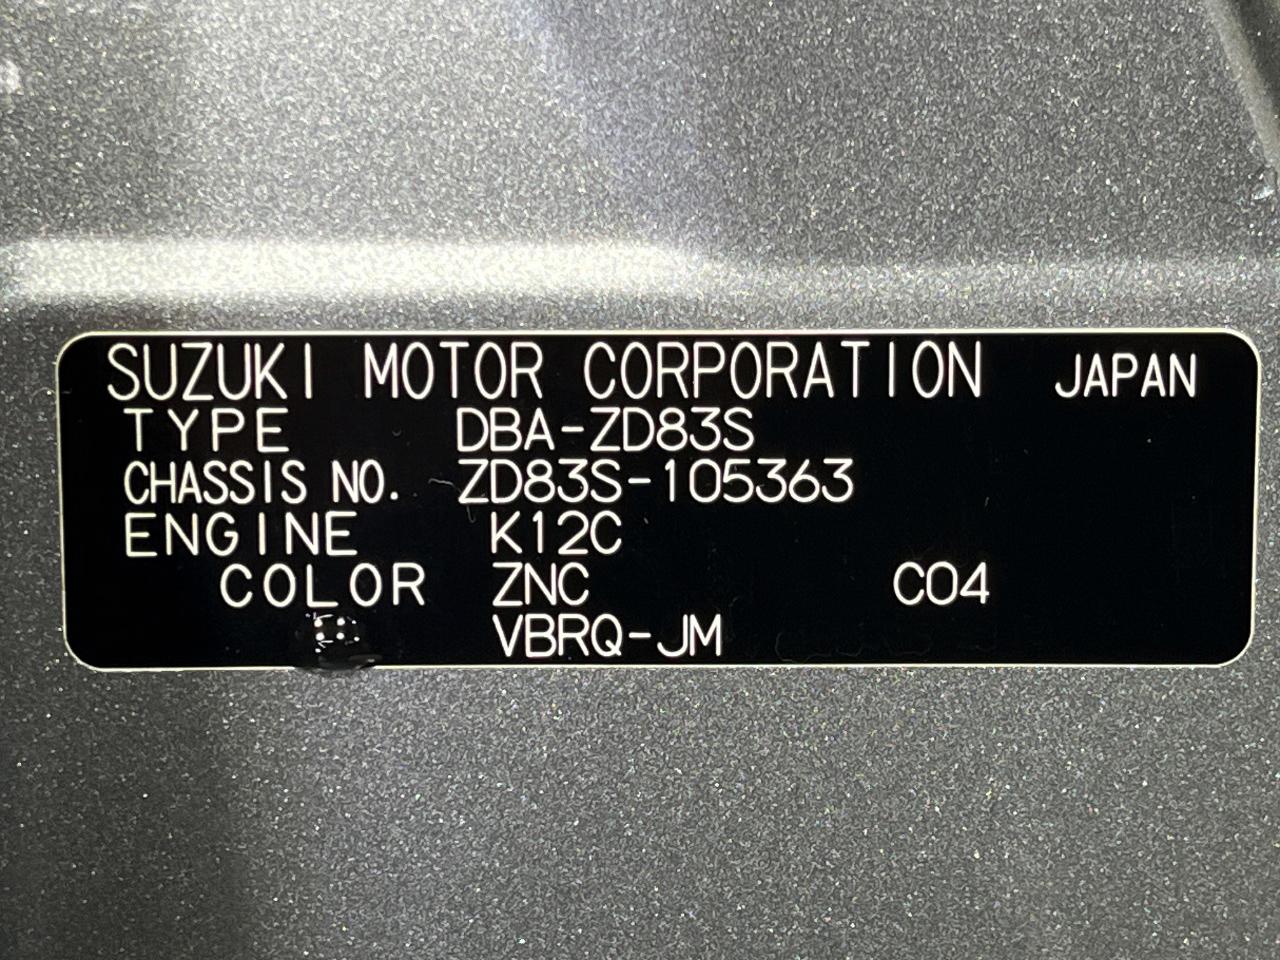 SUZUKI MOTOR CORPORATION JAPAN
TYPE DBA-ZD83S
CHASSIS NO. ZD83S-105363
ENGINE K12C
COLOR ZNC C04
VBRQ-JM